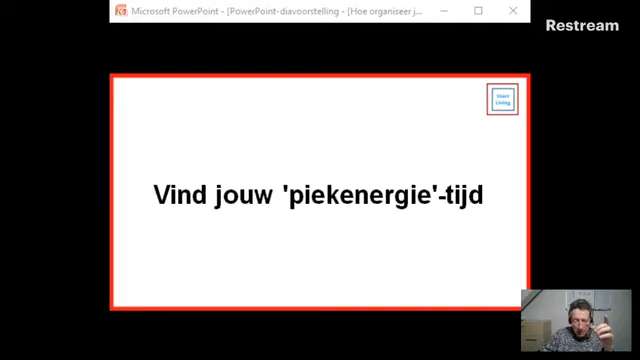 Microsoft PowerPoint - [PowerPoint-diavoorstelling - [Hoe organiseer j...
Restream
Start
Living
Vind jouw 'piekenergie'-tijd